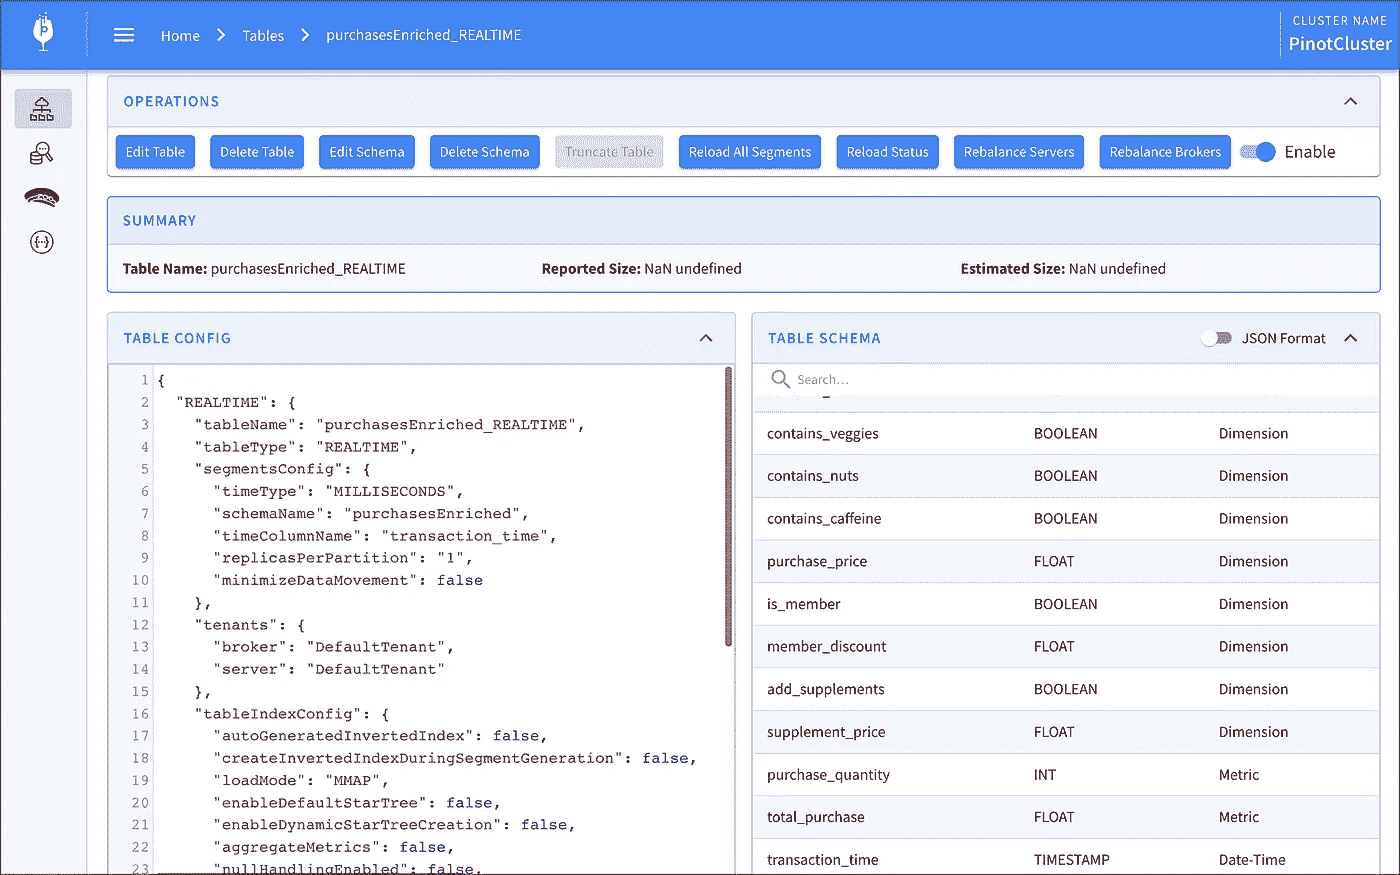 Home > Tables > purchasesEnriched_REALTIME
CLUSTER NAME
PinotCluster
OPERATIONS
Edit Table Delete Table Edit Schema Delete Schema Truncate Table Reload All Segments Reload Status Rebalance Servers Rebalance Brokers Enable
SUMMARY
Table Name: purchasesEnriched_REALTIME Reported Size: NaN undefined Estimated Size: NaN undefined
TABLE CONFIG
1 {
2 "REALTIME": {
3 "tableName": "purchasesEnriched_REALTIME",
4 "tableType": "REALTIME",
5 "segmentsConfig": {
6 "timeType": "MILLISECONDS",
7 "schemaName": "purchasesEnriched",
8 "timeColumnName": "transaction_time",
9 "replicasPerPartition": "1",
10 "minimizeDataMovement": false
11 },
12 "tenants": {
13 "broker": "DefaultTenant",
14 "server": "DefaultTenant"
15 },
16 "tableIndexConfig": {
17 "autoGeneratedInvertedIndex": false,
18 "createInvertedIndexDuringSegmentGeneration": false,
19 "loadMode": "MMAP",
20 "enableDefaultStarTree": false,
21 "enableDynamicStarTreeCreation": false,
22 "aggregateMetrics": false,
23 "nullHandlingEnabled": false,
TABLE SCHEMA
JSON Format
Search...
contains_veggies BOOLEAN Dimension
contains_nuts BOOLEAN Dimension
contains_caffeine BOOLEAN Dimension
purchase_price FLOAT Dimension
is_member BOOLEAN Dimension
member_discount FLOAT Dimension
add_supplements BOOLEAN Dimension
supplement_price FLOAT Dimension
purchase_quantity INT Metric
total_purchase FLOAT Metric
transaction_time TIMESTAMP Date-Time